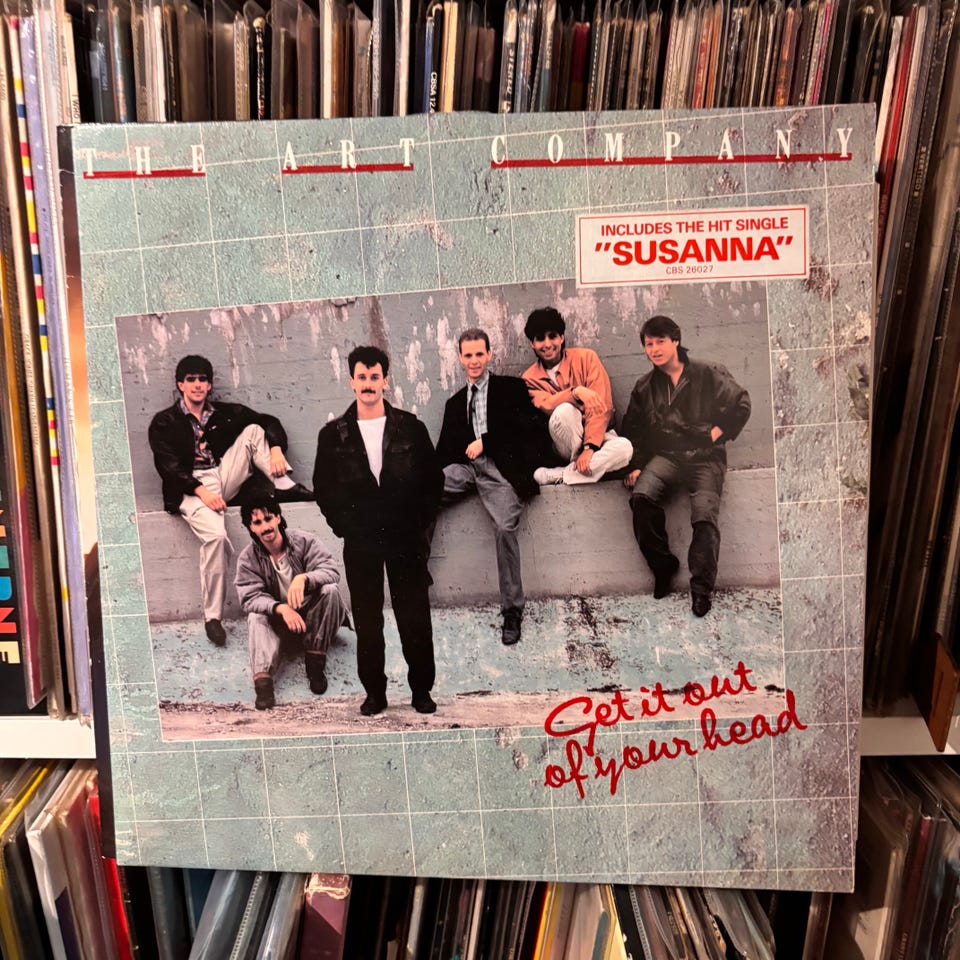 THE ART COMPANY
INCLUDES THE HIT SINGLE
"SUSANNA"
CBS 26027
Get it out
of your head